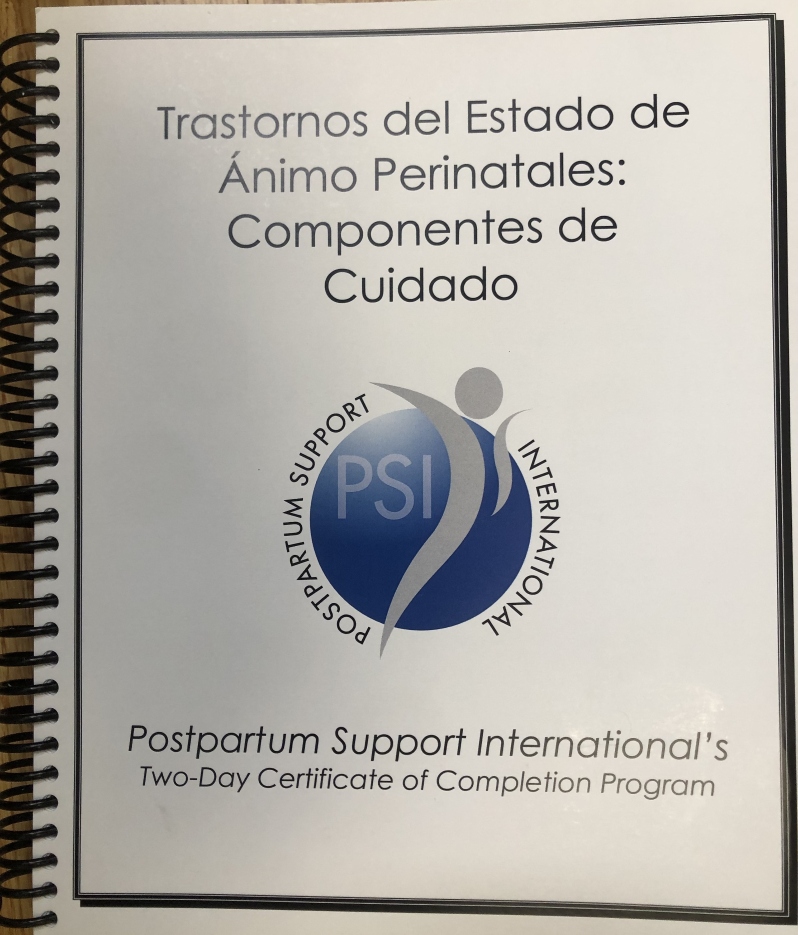 Trastornos del Estado de
Ánimo Perinatales:
Componentes de
Cuidado
POSTPARTUM SUPPORT INTERNATIONAL
PSI
Postpartum Support International's
Two-Day Certificate of Completion Program